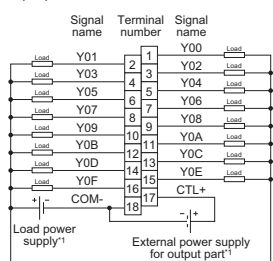 Signal name Terminal number Signal name
1 Y00 Load
Load Y01 2
Y02 Load
3
Load Y03 4
Y04 Load
5
Load Y05 6
Y06 Load
7
Load Y07 8
Y08 Load
9
Load Y09 10
Y0A Load
11
Load Y0B 12
Y0C Load
13
Load Y0D 14
Y0E Load
15
Load Y0F 16
CTL+
17
COM- 18
+ -
- +
Load power supply*1
External power supply for output part*1